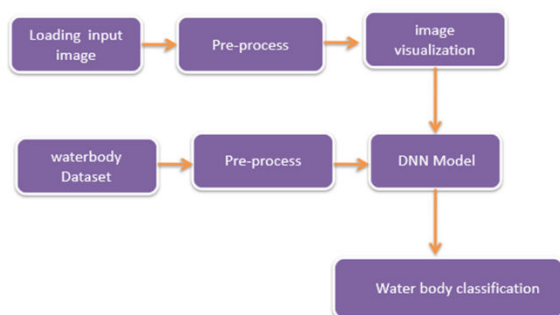 Loading input
image
Pre-process
image
visualization
waterbody
Dataset
Pre-process
DNN Model
Water body classification